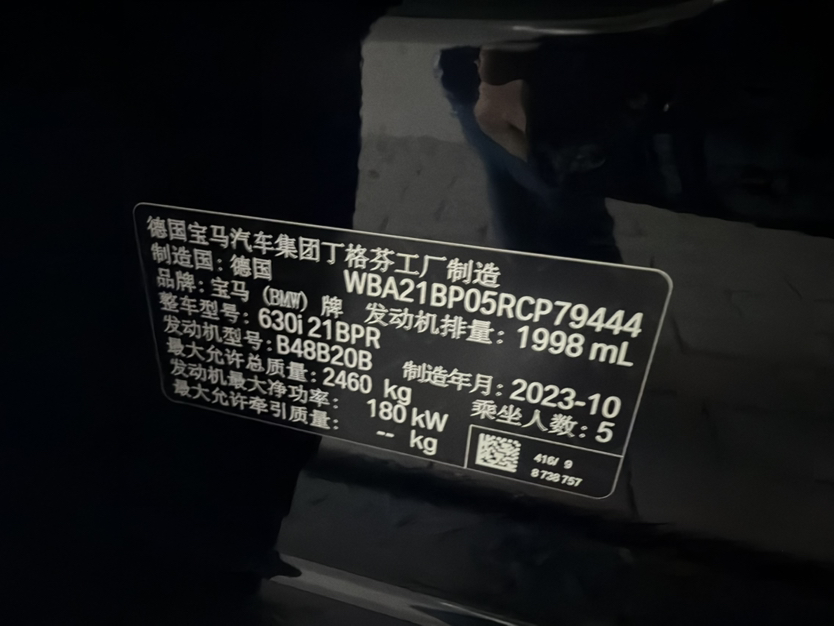 德国宝马汽车集团丁格芬工厂制造
制造国：德国 WBA21BP05RCP79444
品牌：宝马（BMW）牌 发动机排量：1998 mL
整车型号：630i 21BPR
发动机型号：B48B20B 制造年月：2023-10
最大允许总质量：2460 kg 乘坐人数：5
发动机最大净功率：180 kW
最大允许牵引质量：-- kg
416/ 9
8 738 757